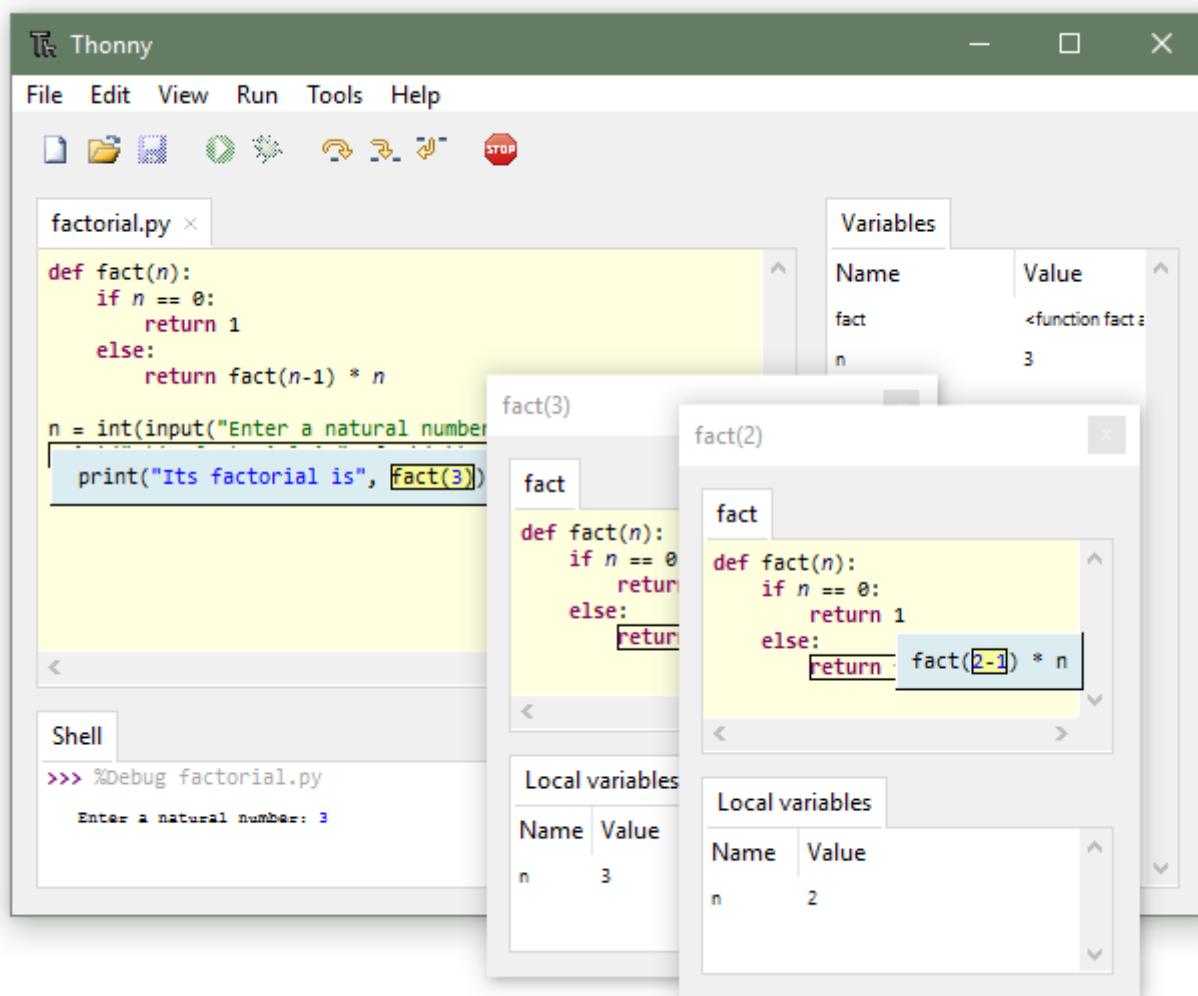 Thonny
File Edit View Run Tools Help
STOP
factorial.py
def fact(n):
    if n == 0:
        return 1
    else:
        return fact(n-1) * n
n = int(input("Enter a natural number
print("Its factorial is", fact(3))
Shell
>>> %Debug factorial.py
Enter a natural number: 3
Variables
Name Value
fact <function fact a
n 3
fact(3)
fact
def fact(n):
    if n == 0
        return
    else:
        return
Local variables
Name Value
n 3
fact(2)
fact
def fact(n):
    if n == 0:
        return 1
    else:
        return
fact(2-1) * n
Local variables
Name Value
n 2